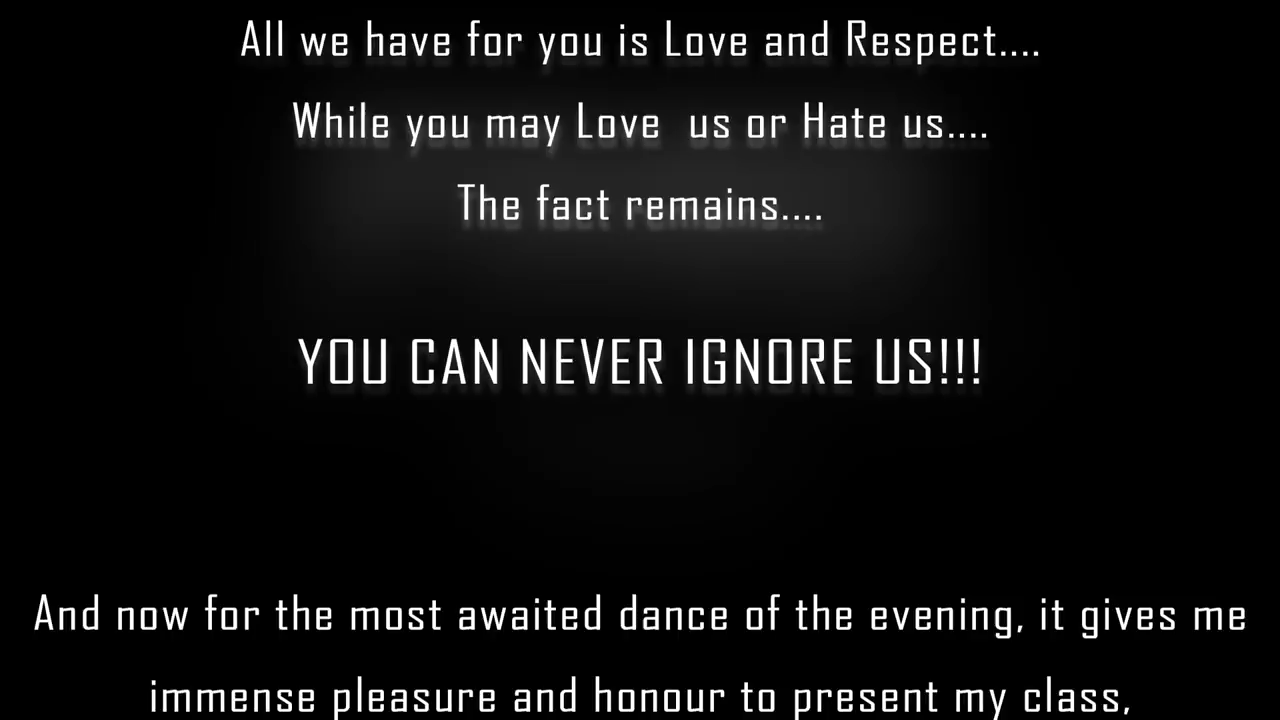 All we have for you is Love and Respect....
While you may Love us or Hate us....
The fact remains....
YOU CAN NEVER IGNORE US!!!
And now for the most awaited dance of the evening, it gives me
immense pleasure and honour to present my class,